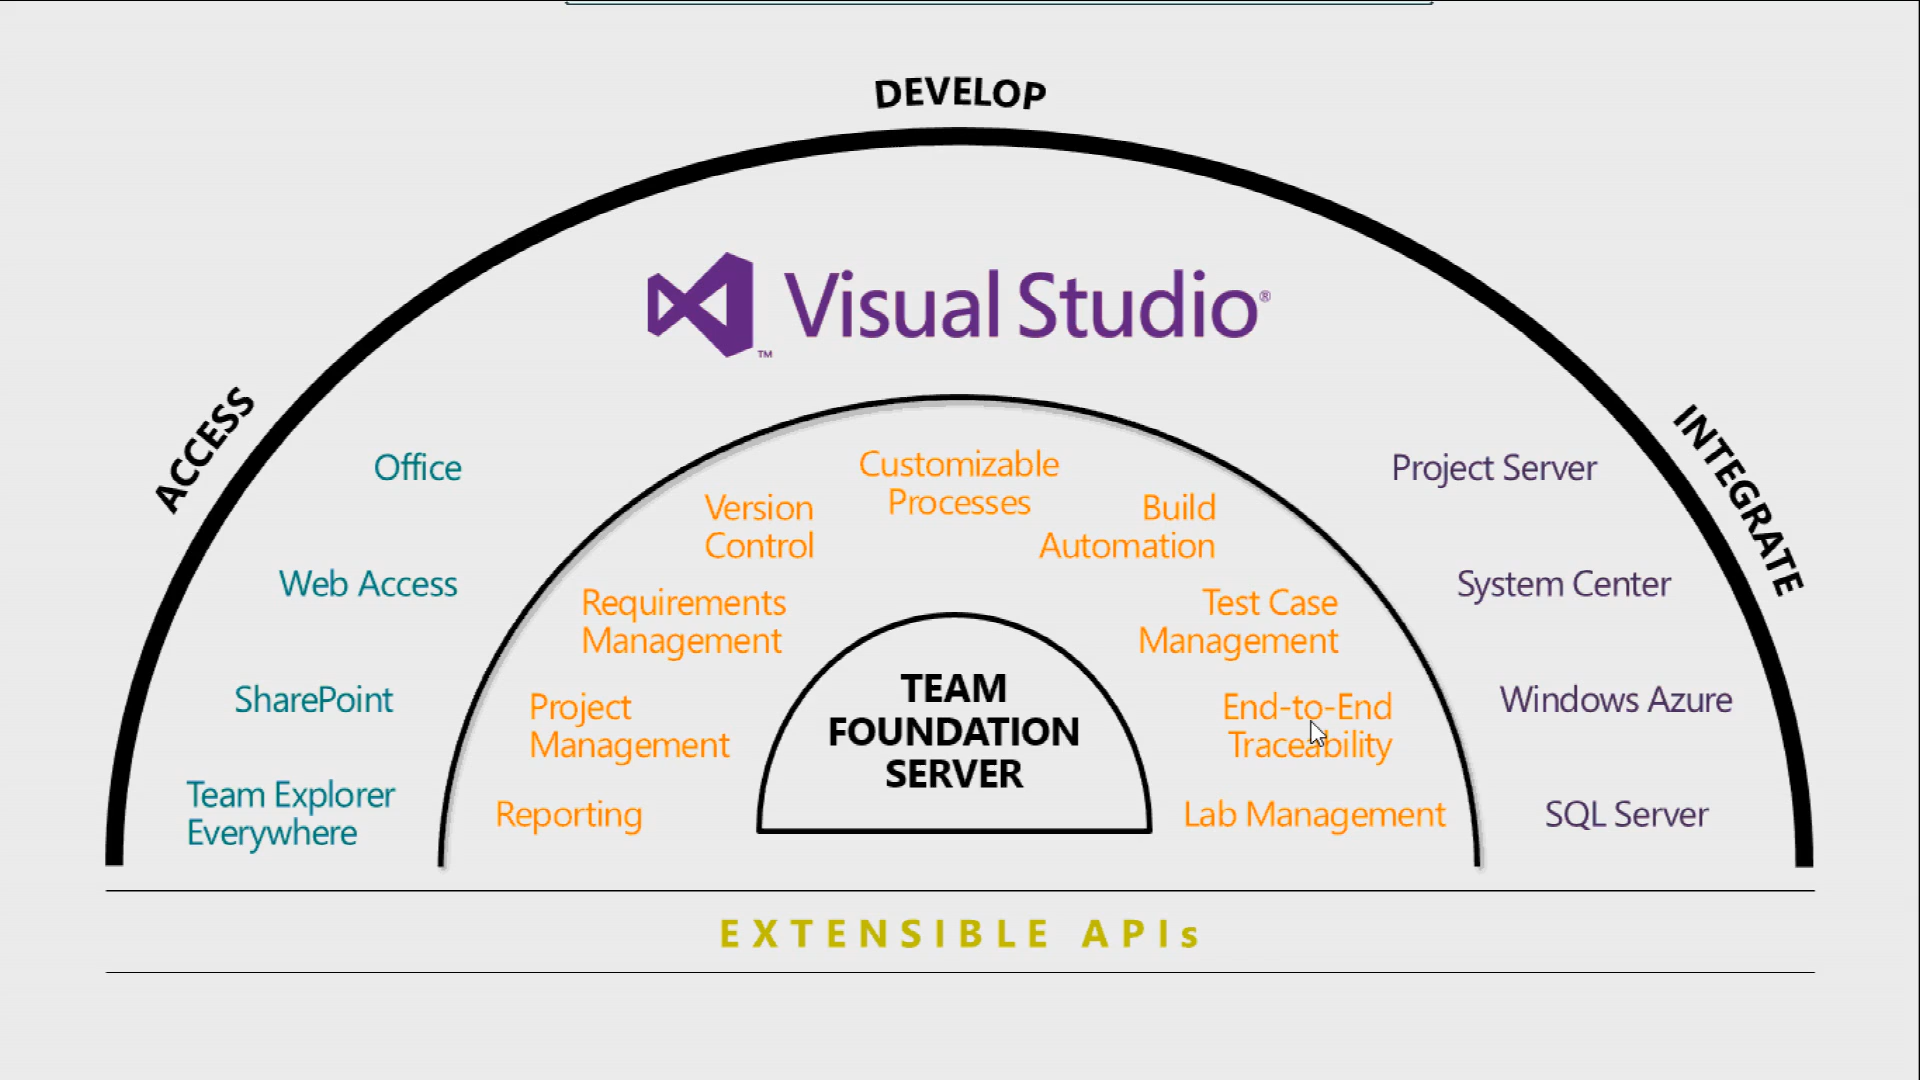 DEVELOP
ACCESS
INTEGRATE
™
Visual Studio®
Office
Web Access
SharePoint
Team Explorer
Everywhere
Customizable
Processes
Version
Control
Build
Automation
Requirements
Management
Test Case
Management
Project
Management
End-to-End
Traceability
Reporting
Lab Management
TEAM
FOUNDATION
SERVER
Project Server
System Center
Windows Azure
SQL Server
EXTENSIBLE APIs